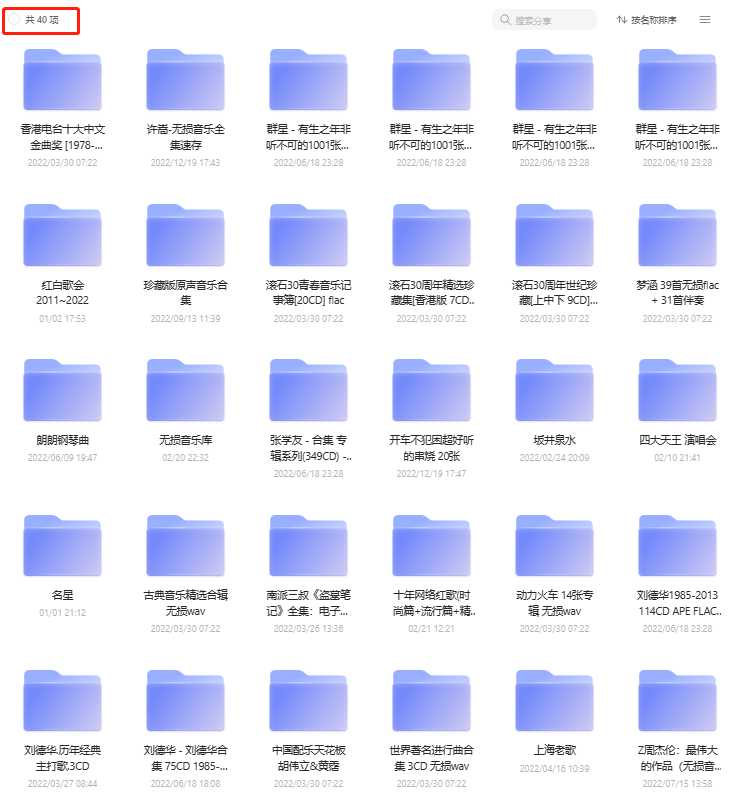 共 40 项
搜索分享
按名称排序
香港电台十大中文
金曲奖 [1978-...
2022/03/30 07:22
许嵩-无损音乐全
集速存
2022/12/19 17:43
群星 - 有生之年非
听不可的1001张...
2022/06/18 23:28
群星 - 有生之年非
听不可的1001张...
2022/06/18 23:28
群星 - 有生之年非
听不可的1001张...
2022/06/18 23:28
群星 - 有生之年非
听不可的1001张...
2022/06/18 23:28
红白歌会
2011~2022
01/02 17:53
珍藏版原声音乐合
集
2022/09/13 11:39
滚石30青春音乐记
事簿[20CD] flac
2022/03/30 07:22
滚石30周年精选珍
藏集[香港版 7CD...
2022/03/30 07:22
滚石30周年世纪珍
藏[上中下 9CD]...
2022/03/30 07:22
梦涵 39首无损flac
+ 31首伴奏
2022/03/30 07:22
朗朗钢琴曲
2022/06/09 19:47
无损音乐库
02/20 22:32
张学友 - 合集 专
辑系列(349CD) -...
2022/06/18 23:28
开车不犯困超好听
的串烧 20张
2022/12/19 17:47
坂井泉水
2022/02/24 20:09
四大天王 演唱会
02/10 21:41
名星
01/01 21:12
古典音乐精选合辑
无损wav
2022/03/30 07:22
南派三叔《盗墓笔
记》全集：电子...
2022/03/26 13:36
十年网络红歌(时
尚篇+流行篇+精...
02/21 12:21
动力火车 14张专
辑 无损wav
2022/03/30 07:22
刘德华1985-2013
114CD APE FLAC...
2022/06/18 23:28
刘德华.历年经典
主打歌.3CD
2022/03/27 08:44
刘德华 - 刘德华合
集 75CD 1985-...
2022/06/18 18:08
中国配乐天花板
胡伟立&黄霑
2022/03/30 07:22
世界著名进行曲合
集 3CD 无损wav
2022/03/30 07:22
上海老歌
2022/04/16 10:39
Z周杰伦：最伟大
的作品（无损音...
2022/07/15 13:58